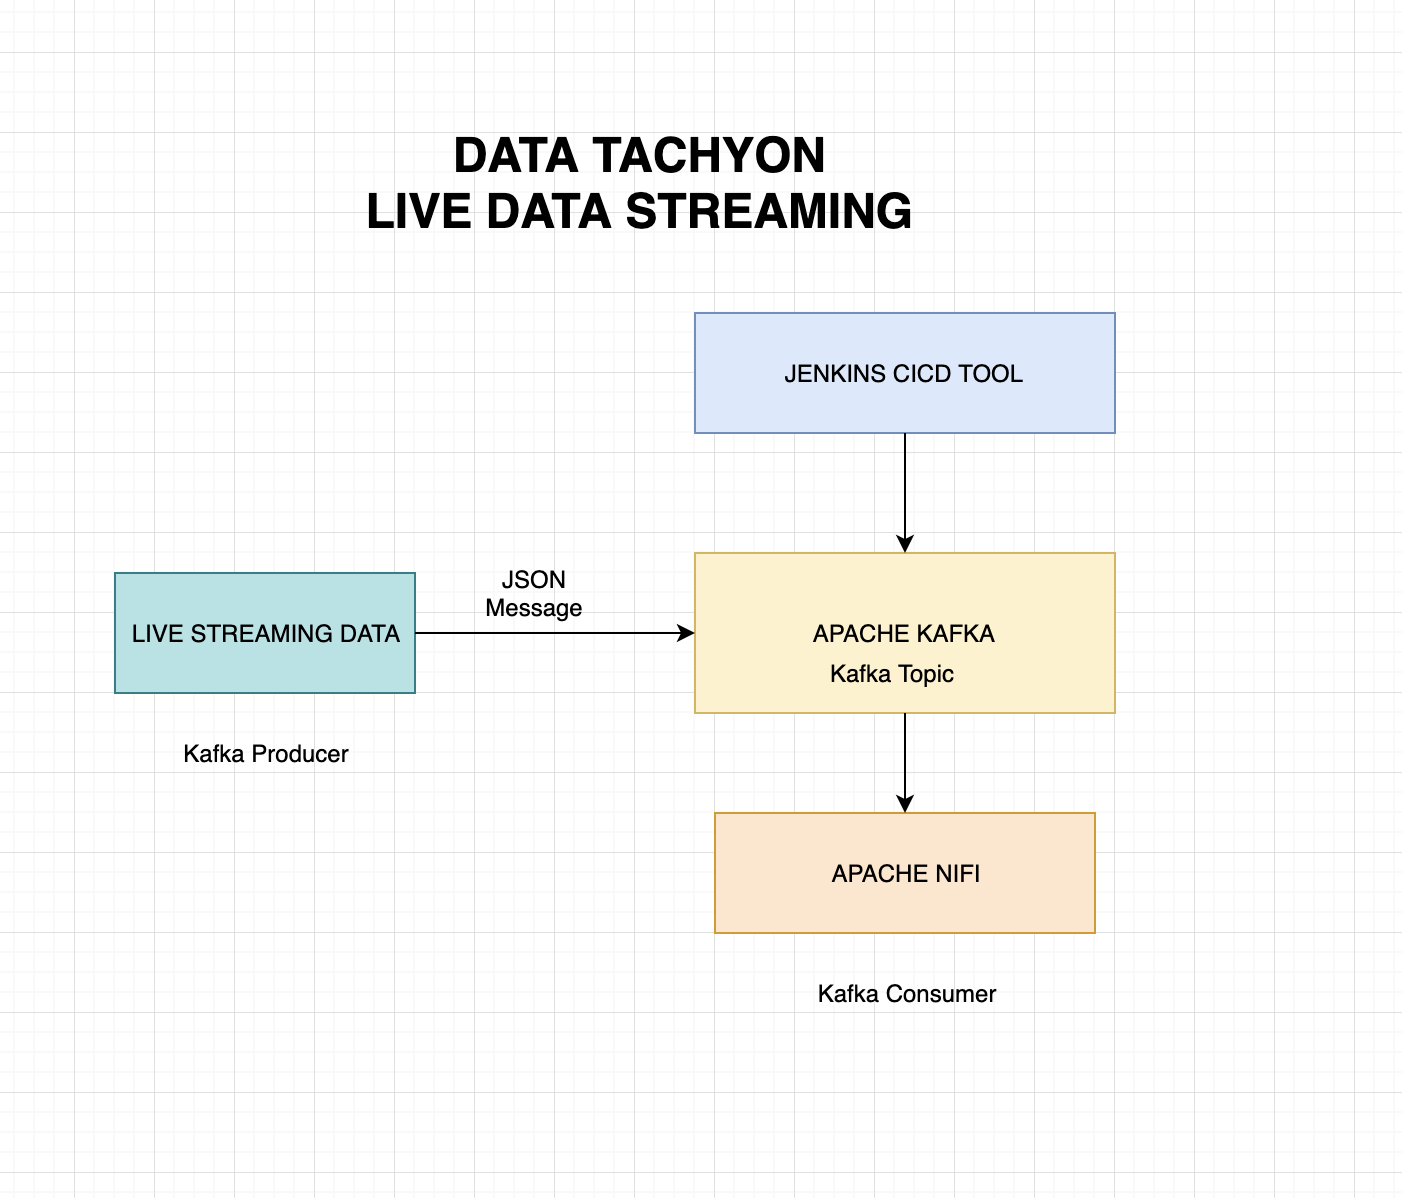 DATA TACHYON
LIVE DATA STREAMING
JENKINS CICD TOOL
JSON
Message
LIVE STREAMING DATA
APACHE KAFKA
Kafka Topic
Kafka Producer
APACHE NIFI
Kafka Consumer